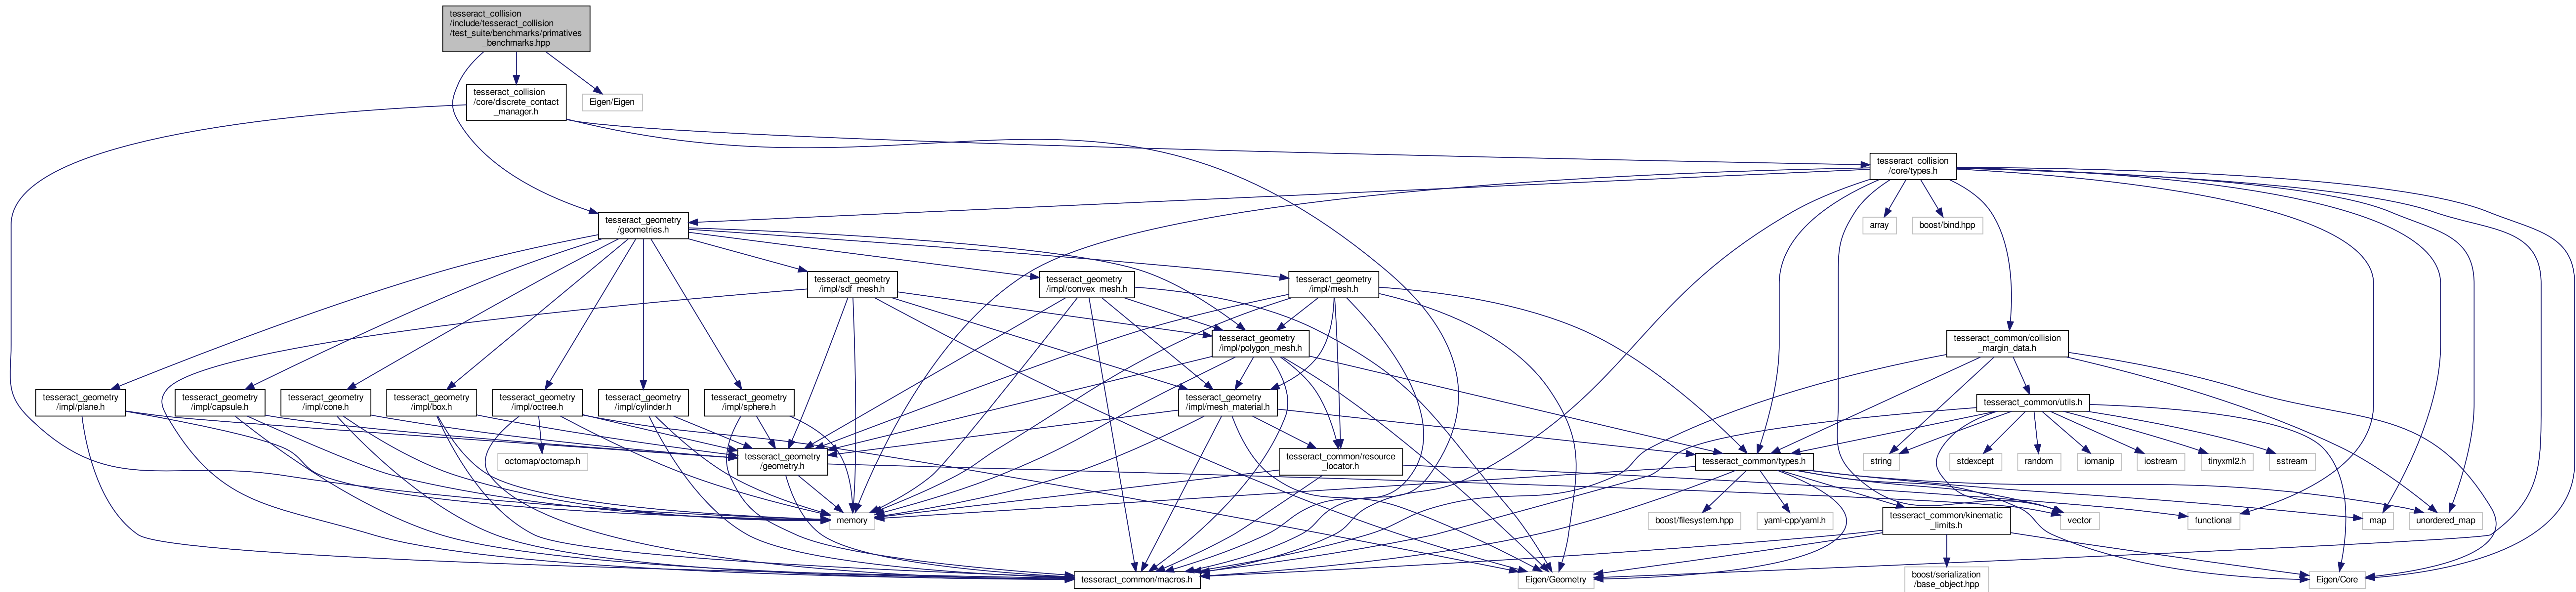 tesseract_collision
/include/tesseract_collision
/test_suite/benchmarks/primatives
_benchmarks.hpp
tesseract_collision
/core/discrete_contact
_manager.h
Eigen/Eigen
tesseract_collision
/core/types.h
tesseract_geometry
/geometries.h
array
boost/bind.hpp
tesseract_geometry
/impl/sdf_mesh.h
tesseract_geometry
/impl/convex_mesh.h
tesseract_geometry
/impl/mesh.h
tesseract_geometry
/impl/polygon_mesh.h
tesseract_common/collision
_margin_data.h
tesseract_geometry
/impl/plane.h
tesseract_geometry
/impl/capsule.h
tesseract_geometry
/impl/cone.h
tesseract_geometry
/impl/box.h
tesseract_geometry
/impl/octree.h
tesseract_geometry
/impl/cylinder.h
tesseract_geometry
/impl/sphere.h
tesseract_geometry
/impl/mesh_material.h
tesseract_common/utils.h
octomap/octomap.h
tesseract_geometry
/geometry.h
tesseract_common/resource
_locator.h
tesseract_common/types.h
string
stdexcept
random
iomanip
iostream
tinyxml2.h
sstream
memory
boost/filesystem.hpp
yaml-cpp/yaml.h
tesseract_common/kinematic
_limits.h
vector
functional
map
unordered_map
tesseract_common/macros.h
Eigen/Geometry
boost/serialization
/base_object.hpp
Eigen/Core